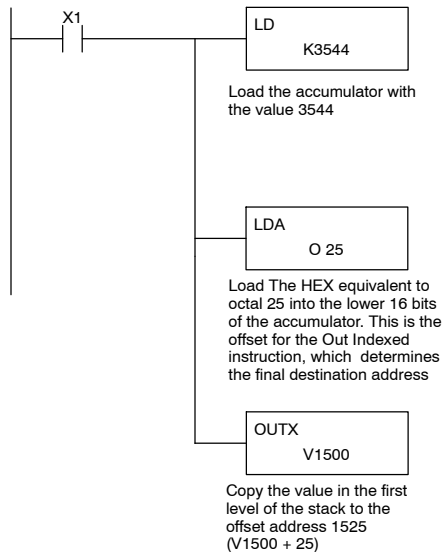 X1
LD
K3544
Load the accumulator with
the value 3544
LDA
O 25
Load The HEX equivalent to
octal 25 into the lower 16 bits
of the accumulator. This is the
offset for the Out Indexed
instruction, which determines
the final destination address
OUTX
V1500
Copy the value in the first
level of the stack to the
offset address 1525
(V1500 + 25)